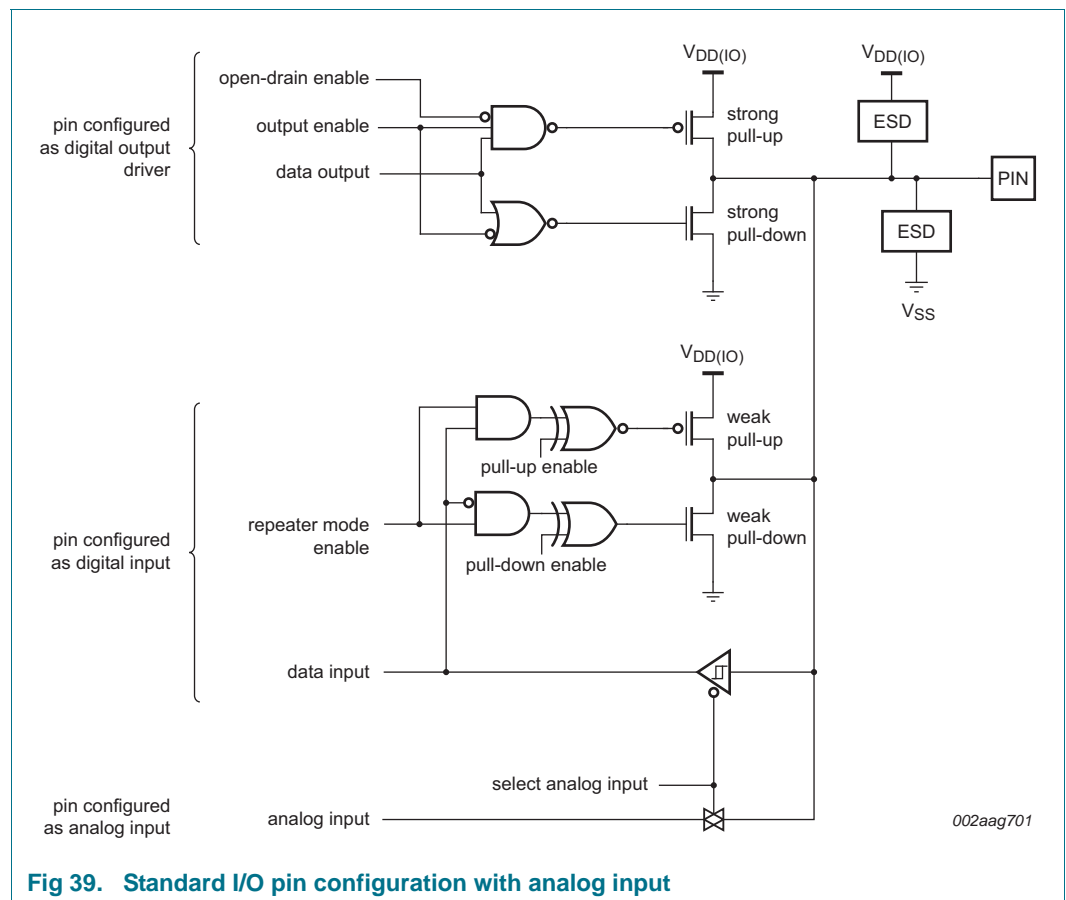 open-drain enable
output enable
data output
pin configured
as digital output
driver
VDD(IO)
strong
pull-up
strong
pull-down
VDD(IO)
ESD
PIN
ESD
VSS
VDD(IO)
weak
pull-up
pull-up enable
repeater mode
enable
pin configured
as digital input
weak
pull-down
pull-down enable
data input
select analog input
pin configured
as analog input
analog input
002aag701
Fig 39. Standard I/O pin configuration with analog input